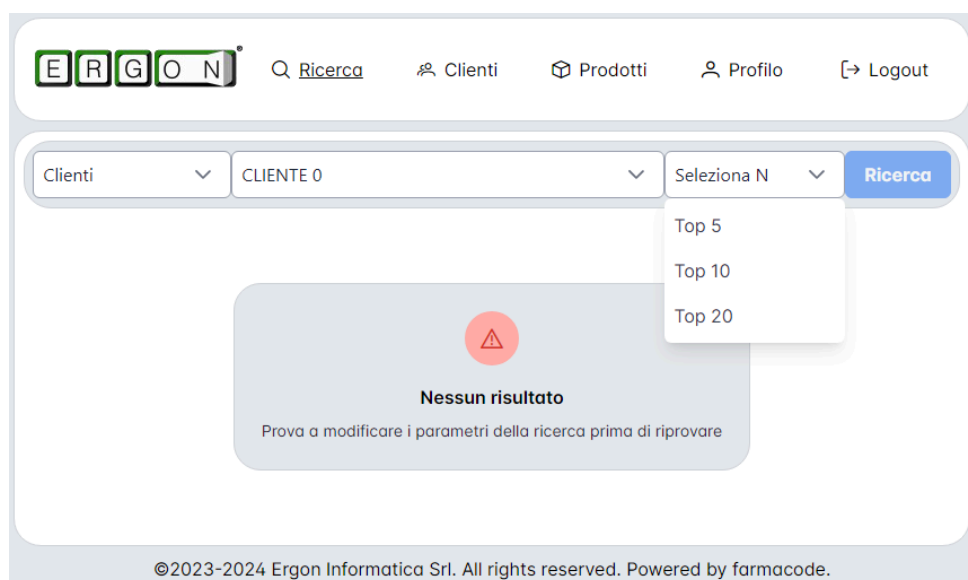 ERGON® Ricerca Clienti Prodotti Profilo Logout
Clienti CLIENTE 0 Seleziona N Ricerca
Top 5
Top 10
Top 20
Nessun risultato
Prova a modificare i parametri della ricerca prima di riprovare
©2023-2024 Ergon Informatica Srl. All rights reserved. Powered by farmacode.